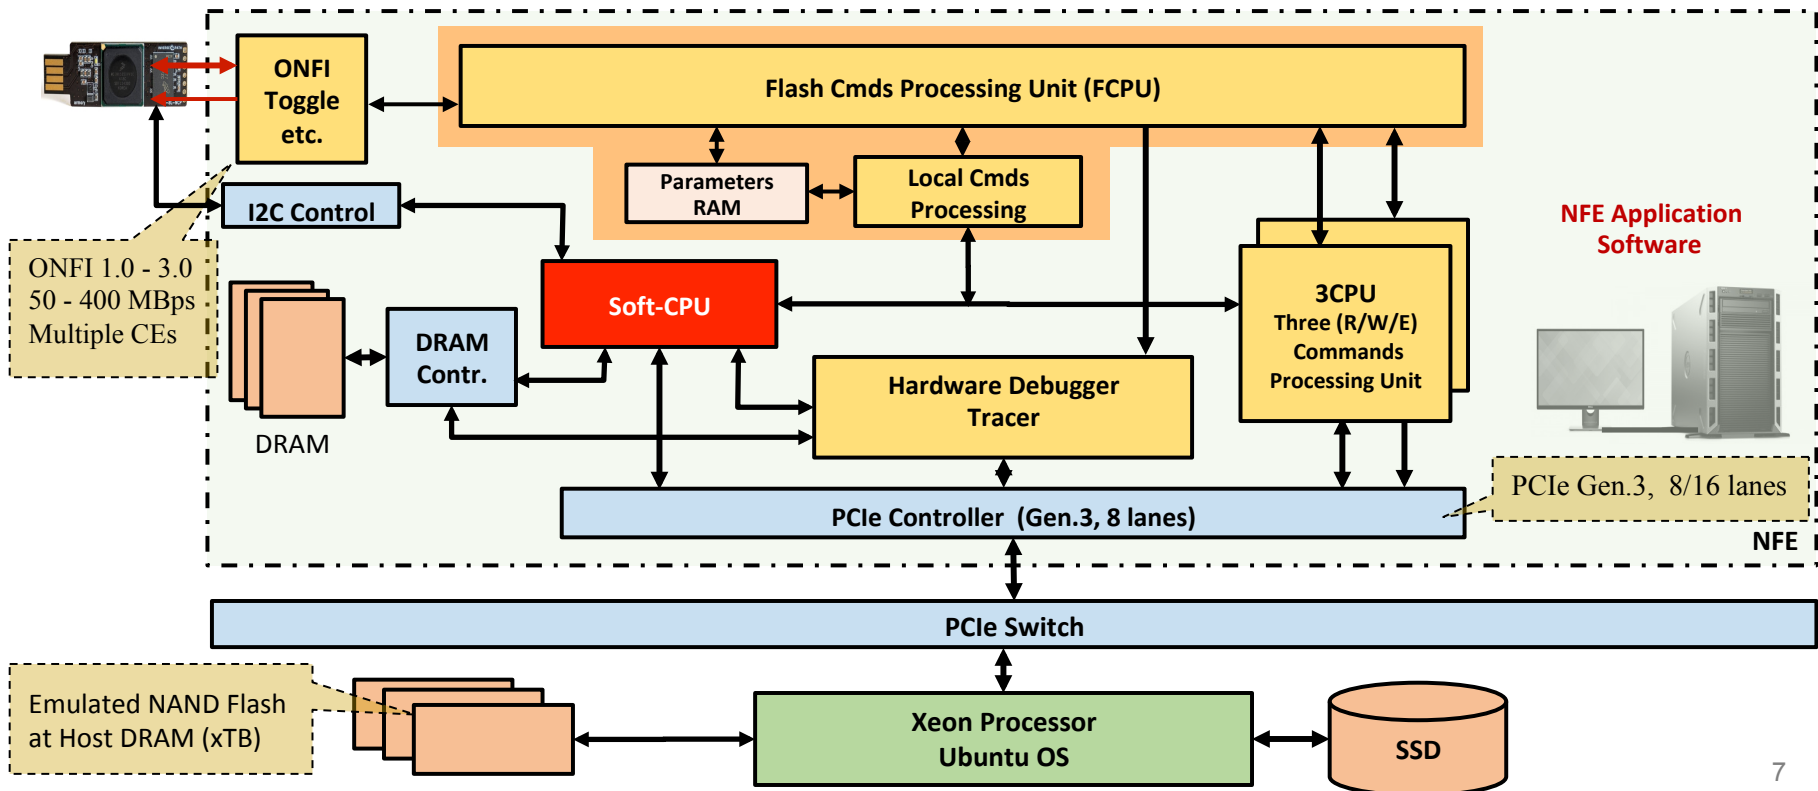 ONFI
Toggle
etc.
Flash Cmds Processing Unit (FCPU)
Parameters
RAM
Local Cmds
Processing
I2C Control
NFE Application
Software
ONFI 1.0 - 3.0
50 - 400 MBps
Multiple CEs
Soft-CPU
3CPU
Three (R/W/E)
Commands
Processing Unit
DRAM
Contr.
Hardware Debugger
Tracer
DRAM
PCIe Gen.3,  8/16 lanes
PCIe Controller  (Gen.3, 8 lanes)
NFE
PCIe Switch
Emulated NAND Flash
at Host DRAM (xTB)
Xeon Processor
Ubuntu OS
SSD
7